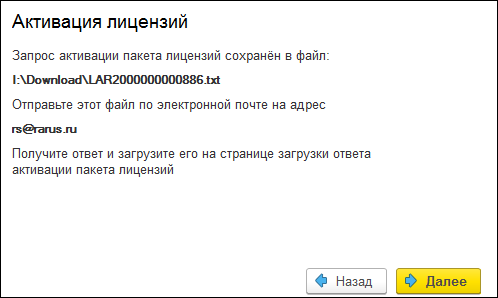 Активация лицензий
Запрос активации пакета лицензий сохранён в файл:
I:\Download\LAR2000000000886.txt
Отправьте этот файл по электронной почте на адрес
rs@rarus.ru
Получите ответ и загрузите его на странице загрузки ответа
активации пакета лицензий
Назад
Далее